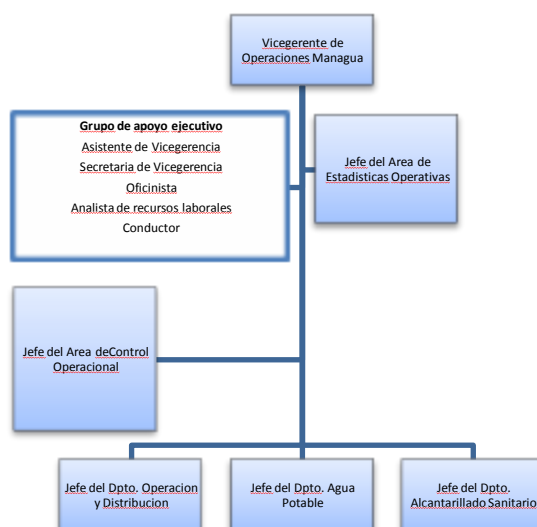 Vicegerente de
Operaciones Managua
Grupo de apoyo ejecutivo
Asistente de Vicegerencia
Secretaria de Vicegerencia
Oficinista
Analista de recursos laborales
Conductor
Jefe del Area de
Estadisticas Operativas
Jefe del Area deControl
Operacional
Jefe del Dpto. Operacion
y Distribucion
Jefe del Dpto. Agua
Potable
Jefe del Dpto.
Alcantarillado Sanitario